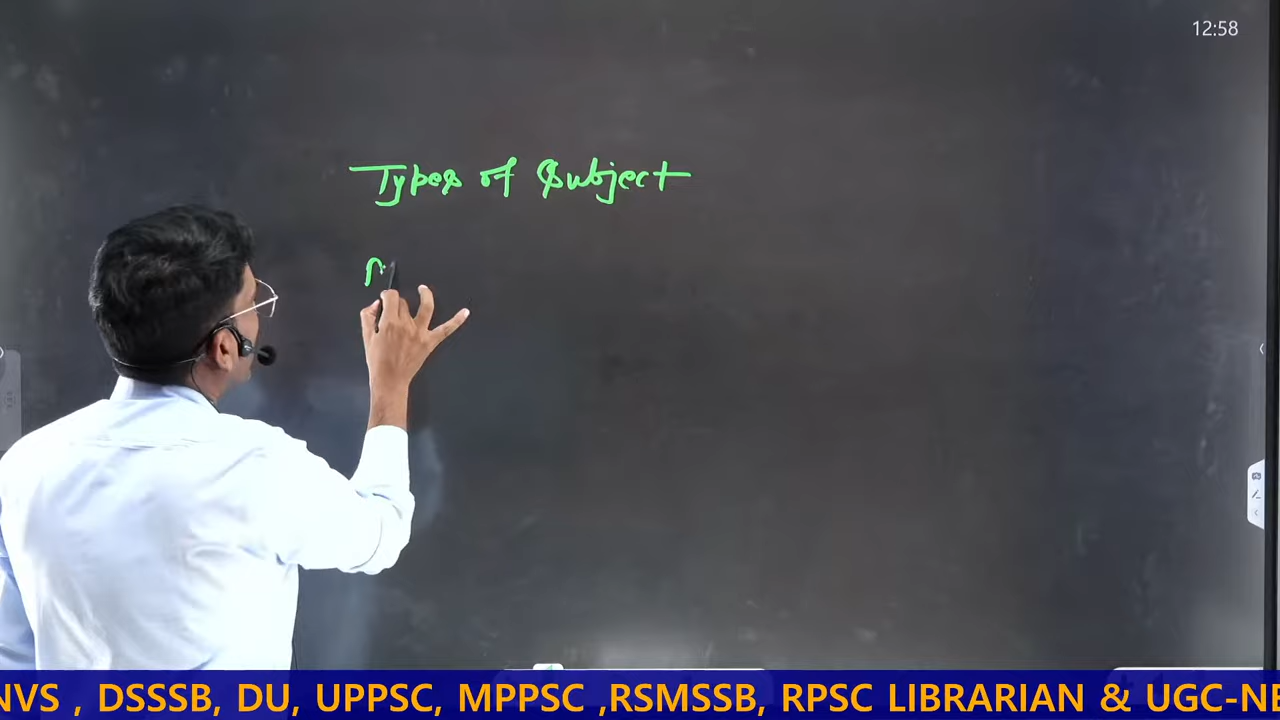 12:58
Types of Subject
NVS , DSSSB, DU, UPPSC, MPPSC ,RSMSSB, RPSC LIBRARIAN & UGC-NE